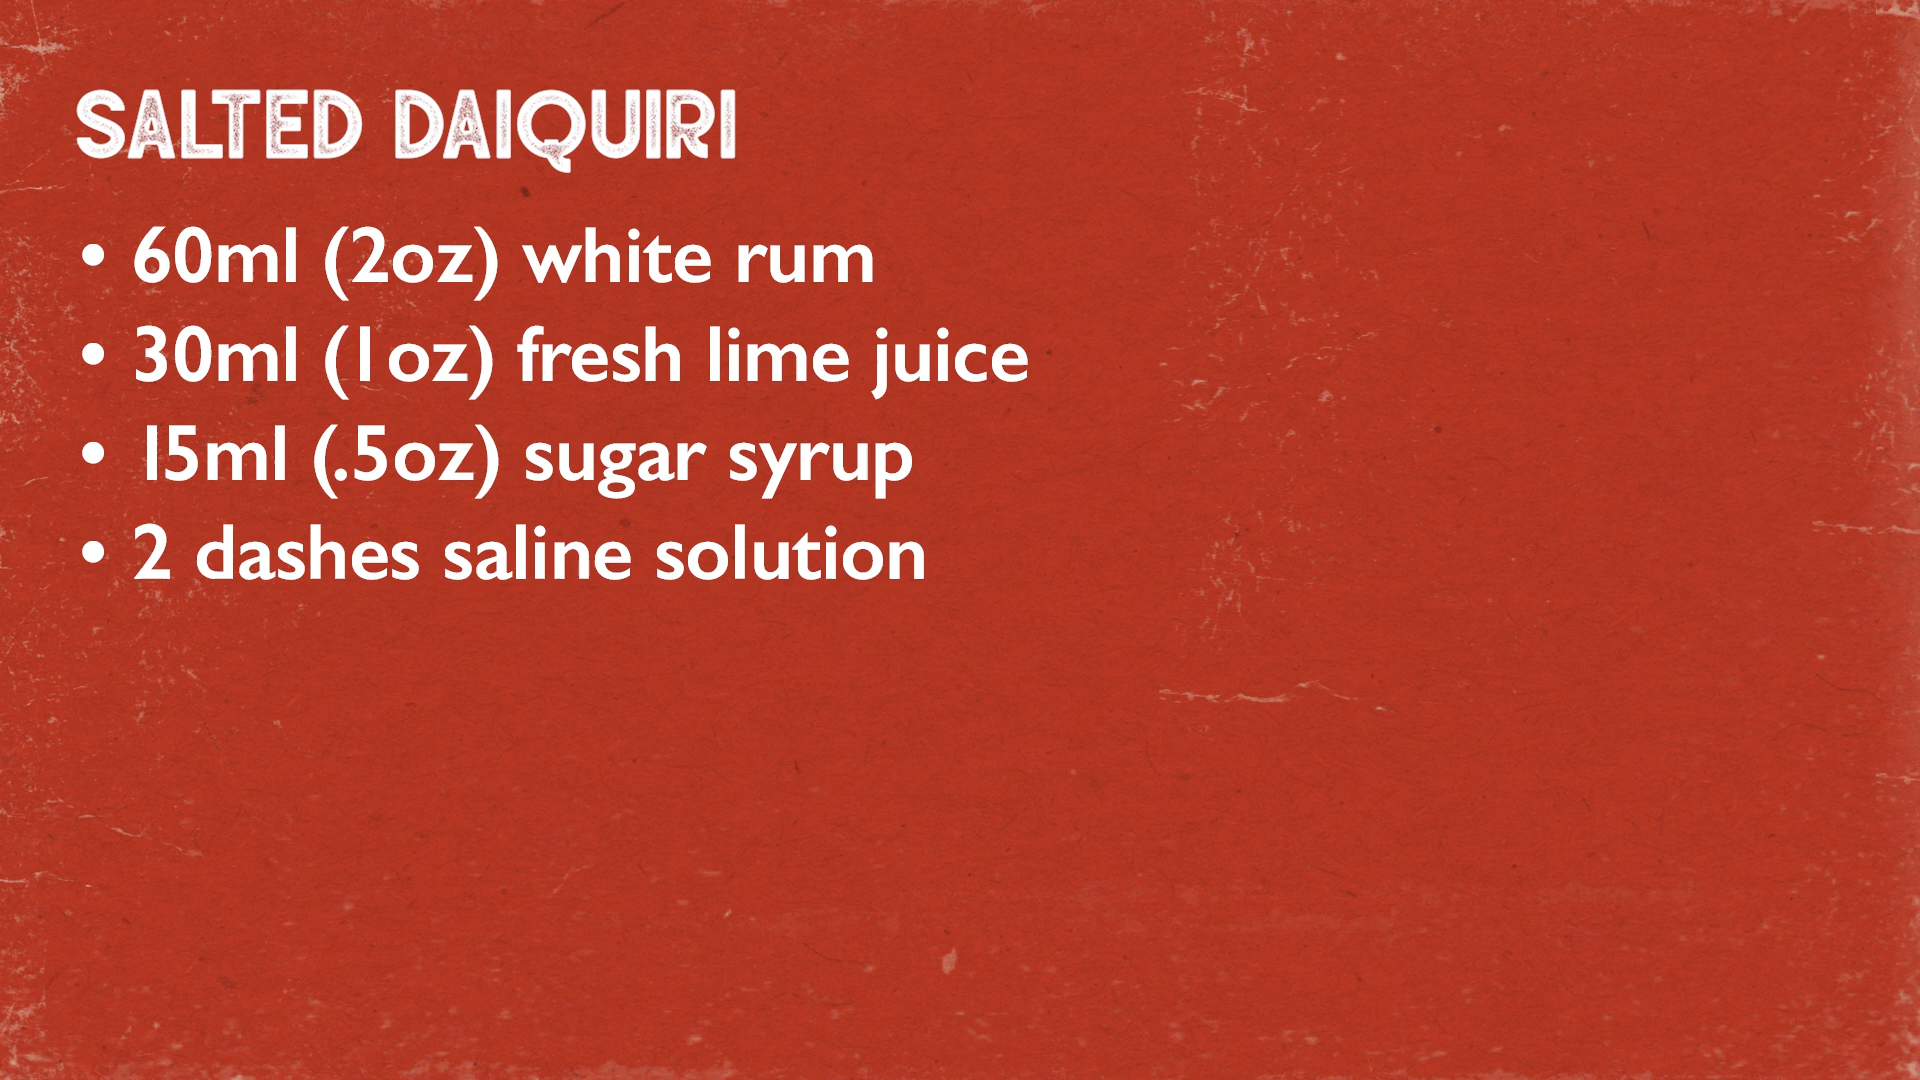 SALTED DAIQUIRI
• 60ml (2oz) white rum
• 30ml (1oz) fresh lime juice
• 15ml (.5oz) sugar syrup
• 2 dashes saline solution